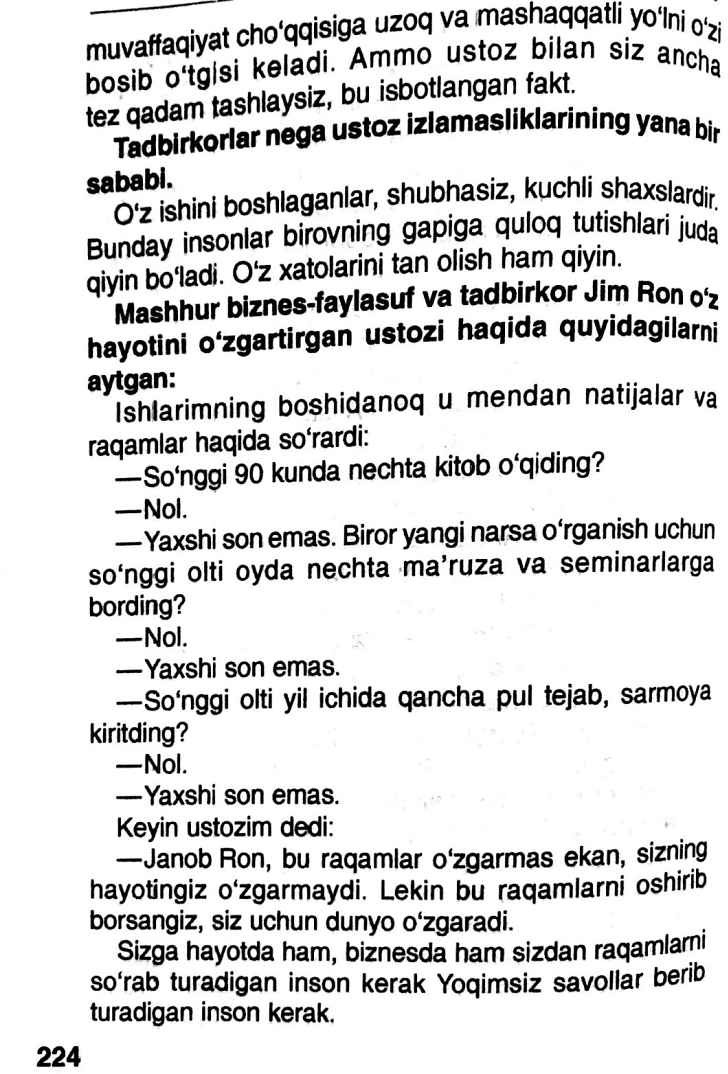 muvaffaqiyat cho‘qqisiga uzoq va mashaqqatli yo‘lni o‘zi
bosib o‘tgisi keladi. Ammo ustoz bilan siz ancha
tez qadam tashlaysiz, bu isbotlangan fakt.
Tadbirkorlar nega ustoz izlamasliklarining yana bir
sababi.
O‘z ishini boshlaganlar, shubhasiz, kuchli shaxslardir.
Bunday insonlar birovning gapiga quloq tutishlari juda
qiyin bo‘ladi. O‘z xatolarini tan olish ham qiyin.
Mashhur biznes-faylasuf va tadbirkor Jim Ron o‘z
hayotini o‘zgartirgan ustozi haqida quyidagilarni
aytgan:
Ishlarimning boshidanoq u mendan natijalar va
raqamlar haqida so‘rardi:
—So‘nggi 90 kunda nechta kitob o‘qiding?
—Nol.
—Yaxshi son emas. Biror yangi narsa o‘rganish uchun
so‘nggi olti oyda nechta ma’ruza va seminarlarga
bording?
—Nol.
—Yaxshi son emas.
—So‘nggi olti yil ichida qancha pul tejab, sarmoya
kiritding?
—Nol.
—Yaxshi son emas.
Keyin ustozim dedi:
—Janob Ron, bu raqamlar o‘zgarmas ekan, sizning
hayotingiz o‘zgarmaydi. Lekin bu raqamlarni oshirib
borsangiz, siz uchun dunyo o‘zgaradi.
Sizga hayotda ham, biznesda ham sizdan raqamlarni
so‘rab turadigan inson kerak Yoqimsiz savollar berib
turadigan inson kerak.
224